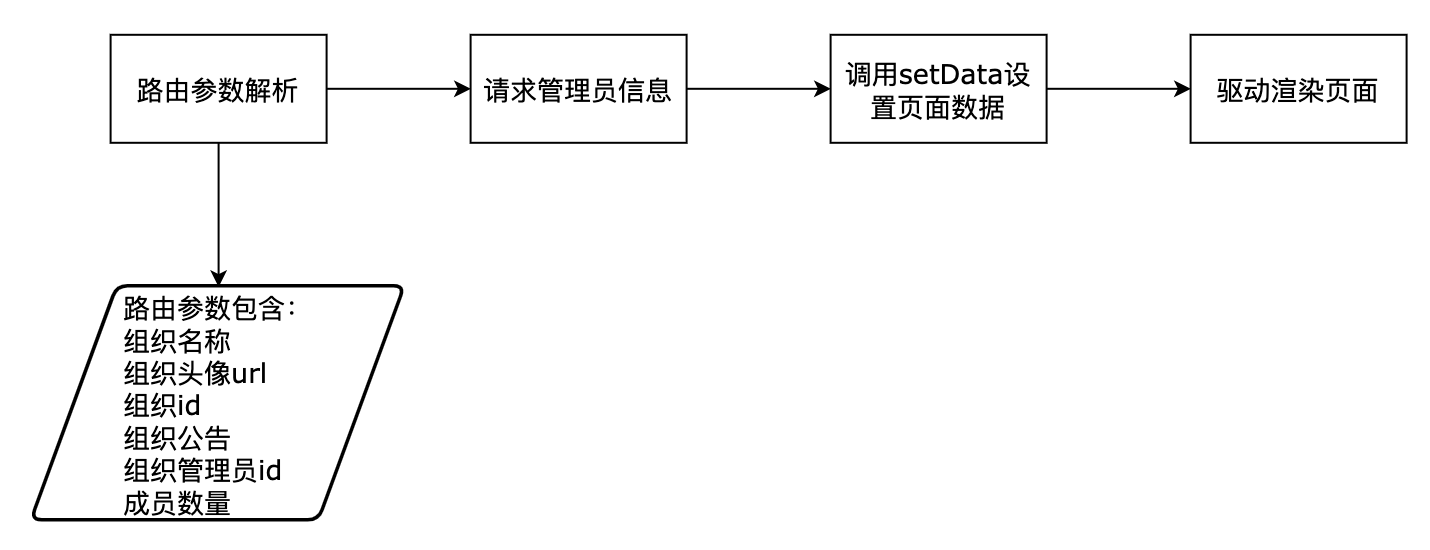 路由参数解析
请求管理员信息
调用setData设
置页面数据
驱动渲染页面
路由参数包含：
组织名称
组织头像url
组织id
组织公告
组织管理员id
成员数量